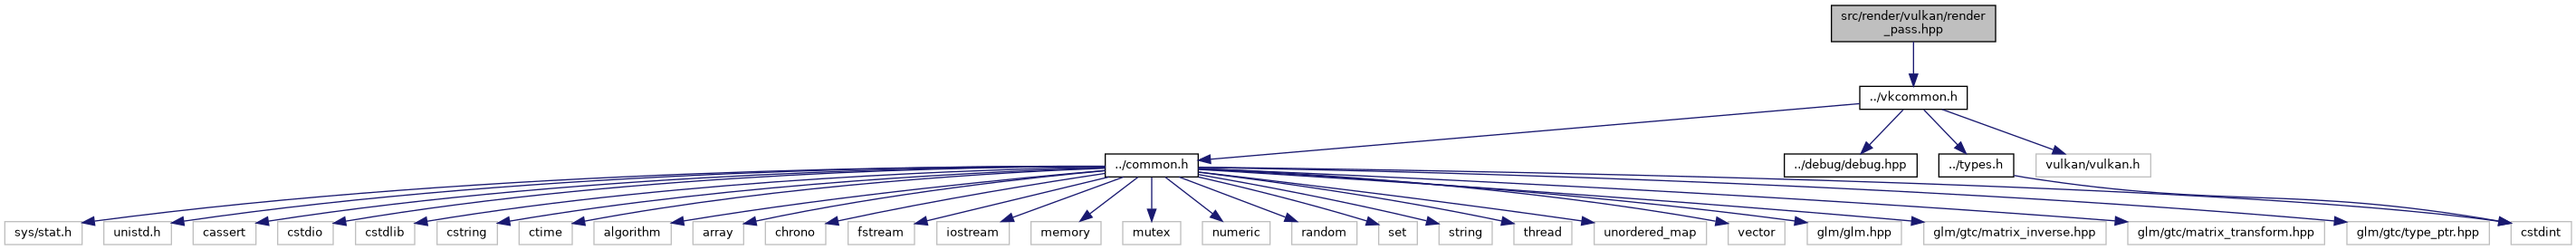 src/render/vulkan/render
_pass.hpp
../vkcommon.h
../common.h
../debug/debug.hpp
../types.h
vulkan/vulkan.h
sys/stat.h
unistd.h
cassert
cstdio
cstdlib
cstring
ctime
algorithm
array
chrono
fstream
iostream
memory
mutex
numeric
random
set
string
thread
unordered_map
vector
glm/glm.hpp
glm/gtc/matrix_inverse.hpp
glm/gtc/matrix_transform.hpp
glm/gtc/type_ptr.hpp
cstdint